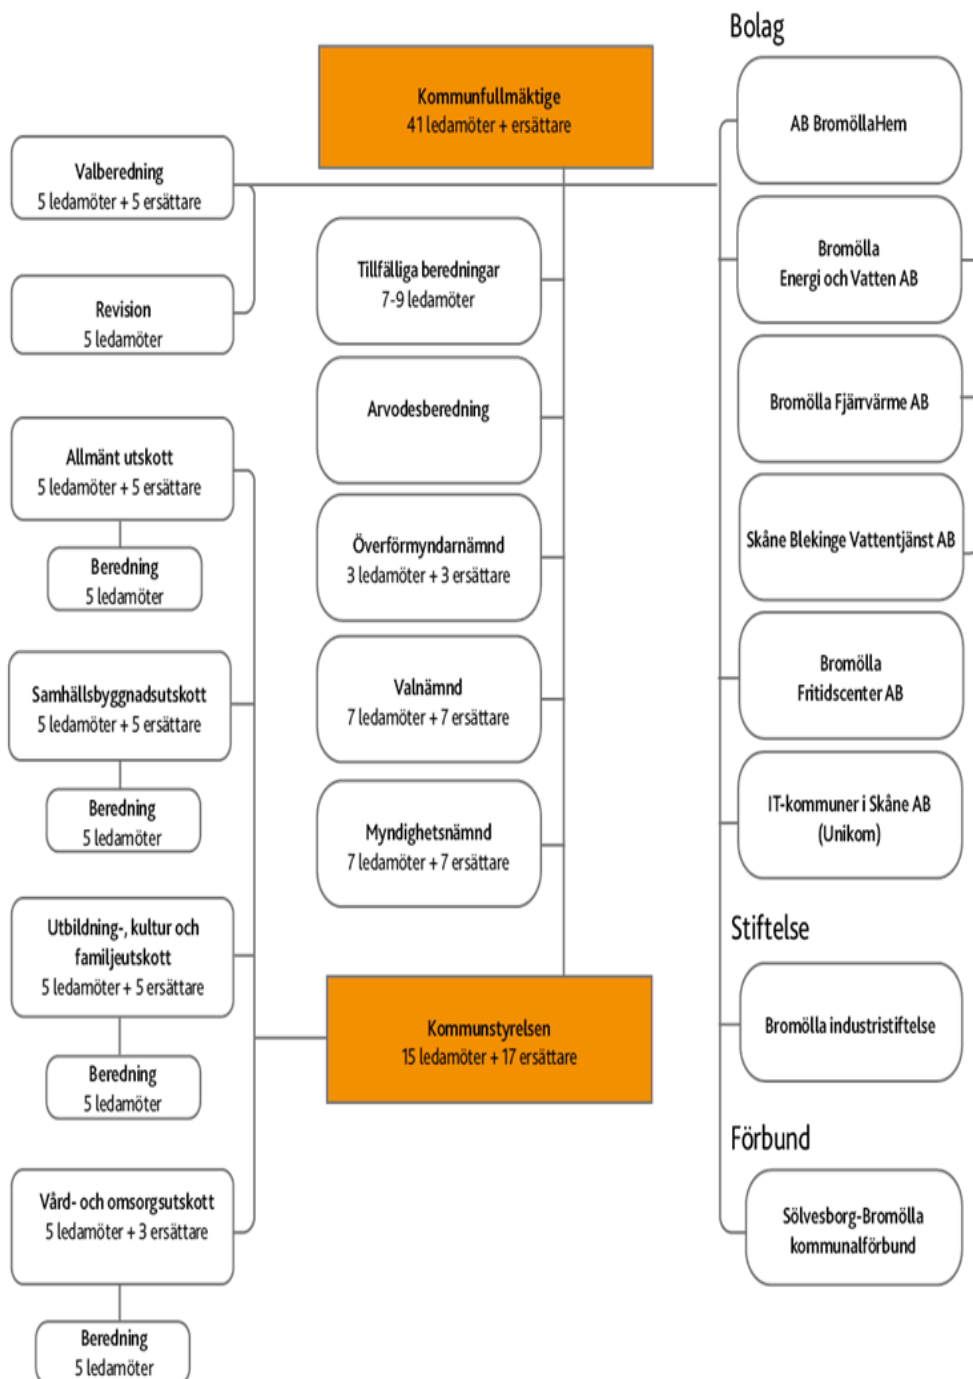 Kommunfullmäktige
41 ledamöter + ersättare
Valberedning
5 ledamöter + 5 ersättare
Revision
5 ledamöter
Allmänt utskott
5 ledamöter + 5 ersättare
Beredning
5 ledamöter
Samhällsbyggnadsutskott
5 ledamöter + 5 ersättare
Beredning
5 ledamöter
Utbildning-, kultur och
familjeutskott
5 ledamöter + 5 ersättare
Beredning
5 ledamöter
Vård- och omsorgsutskott
5 ledamöter + 3 ersättare
Beredning
5 ledamöter
Tillfälliga beredningar
7-9 ledamöter
Arvodesberedning
Överförmyndarnämnd
3 ledamöter + 3 ersättare
Valnämnd
7 ledamöter + 7 ersättare
Myndighetsnämnd
7 ledamöter + 7 ersättare
Kommunstyrelsen
15 ledamöter + 17 ersättare
Bolag
AB BromöllaHem
Bromölla
Energi och Vatten AB
Bromölla Fjärrvärme AB
Skåne Blekinge Vattentjänst AB
Bromölla
Fritidscenter AB
IT-kommuner i Skåne AB
(Unikom)
Stiftelse
Bromölla industristiftelse
Förbund
Sölvesborg-Bromölla
kommunalförbund